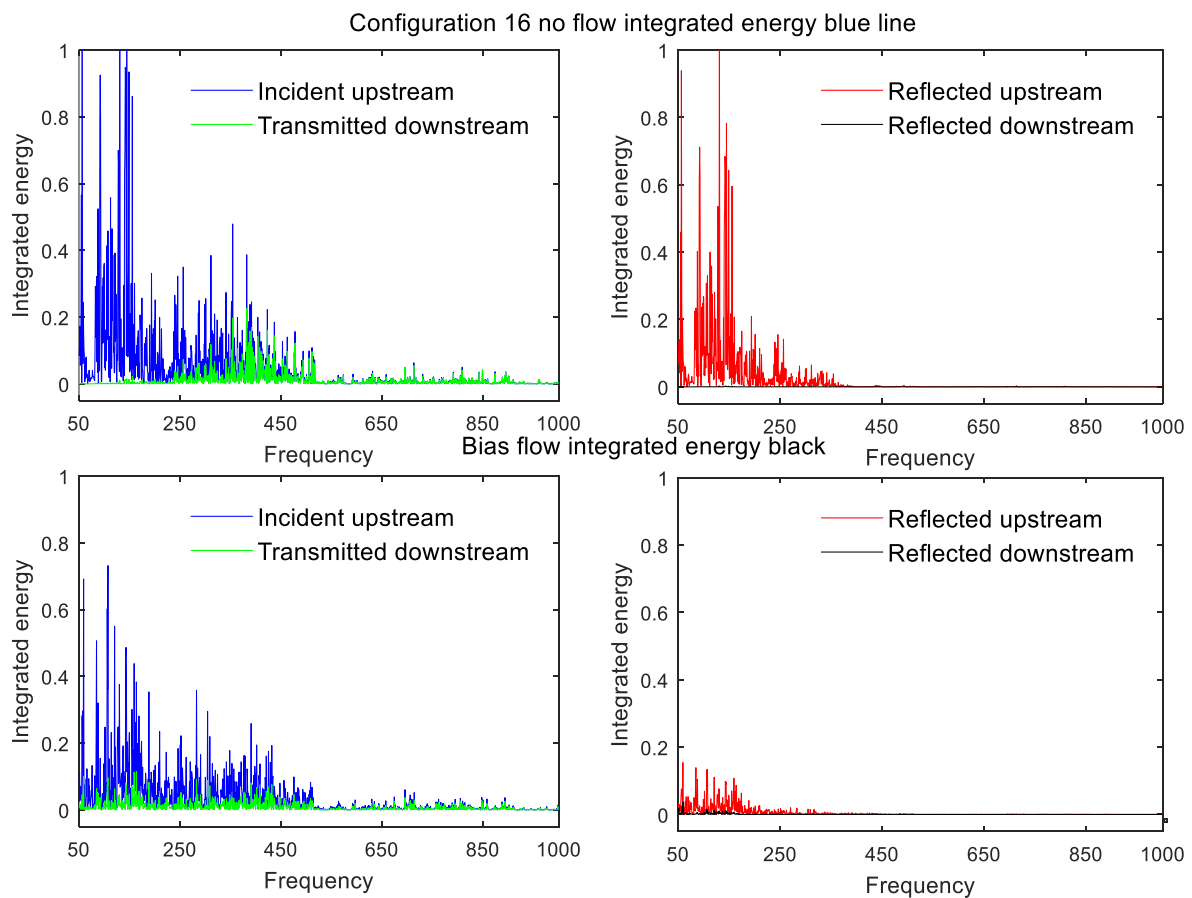 Configuration 16 no flow integrated energy blue line
1
0.8
0.6
0.4
0.2
0
Integrated energy
Incident upstream
Transmitted downstream
50
250
450
650
850
1000
Frequency
1
0.8
0.6
0.4
0.2
0
Integrated energy
Reflected upstream
Reflected downstream
50
250
450
650
850
1000
Frequency
Bias flow integrated energy black
1
0.8
0.6
0.4
0.2
0
Integrated energy
Incident upstream
Transmitted downstream
50
250
450
650
850
1000
Frequency
1
0.8
0.6
0.4
0.2
0
Integrated energy
Reflected upstream
Reflected downstream
50
250
450
650
850
1000
Frequency